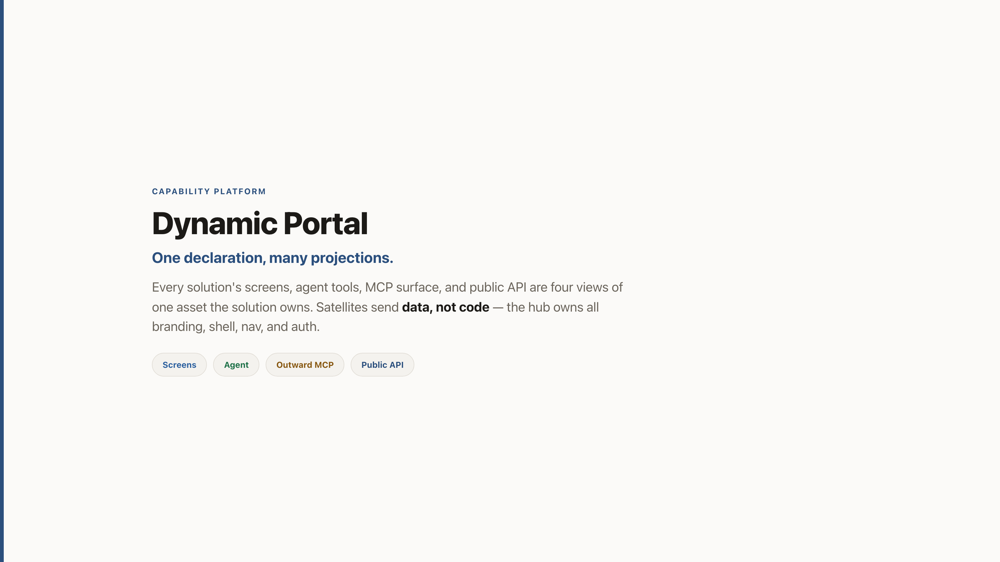 CAPABILITY PLATFORM
Dynamic Portal
One declaration, many projections.
Every solution's screens, agent tools, MCP surface, and public API are four views of
one asset the solution owns. Satellites send data, not code — the hub owns all
branding, shell, nav, and auth.
Screens Agent Outward MCP Public API